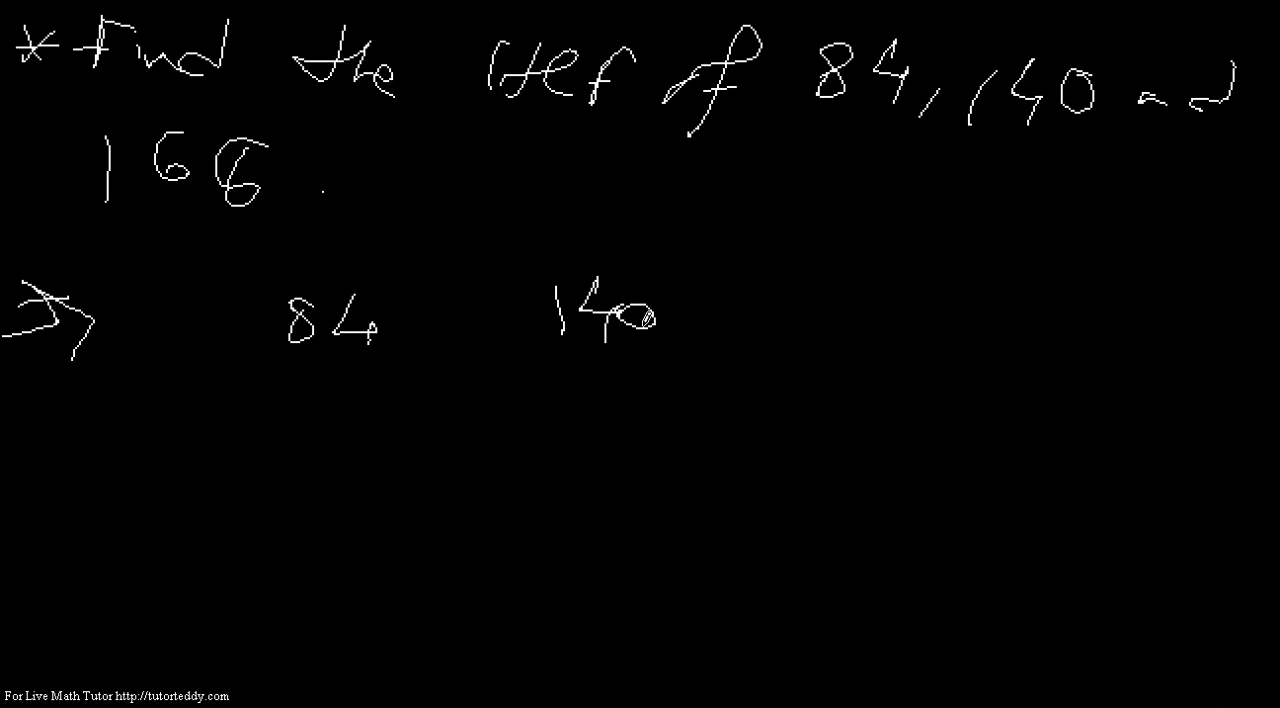 * Find the HCF of 84, 140 and
166.
=> 84 140
For Live Math Tutor http://tutorteddy.com